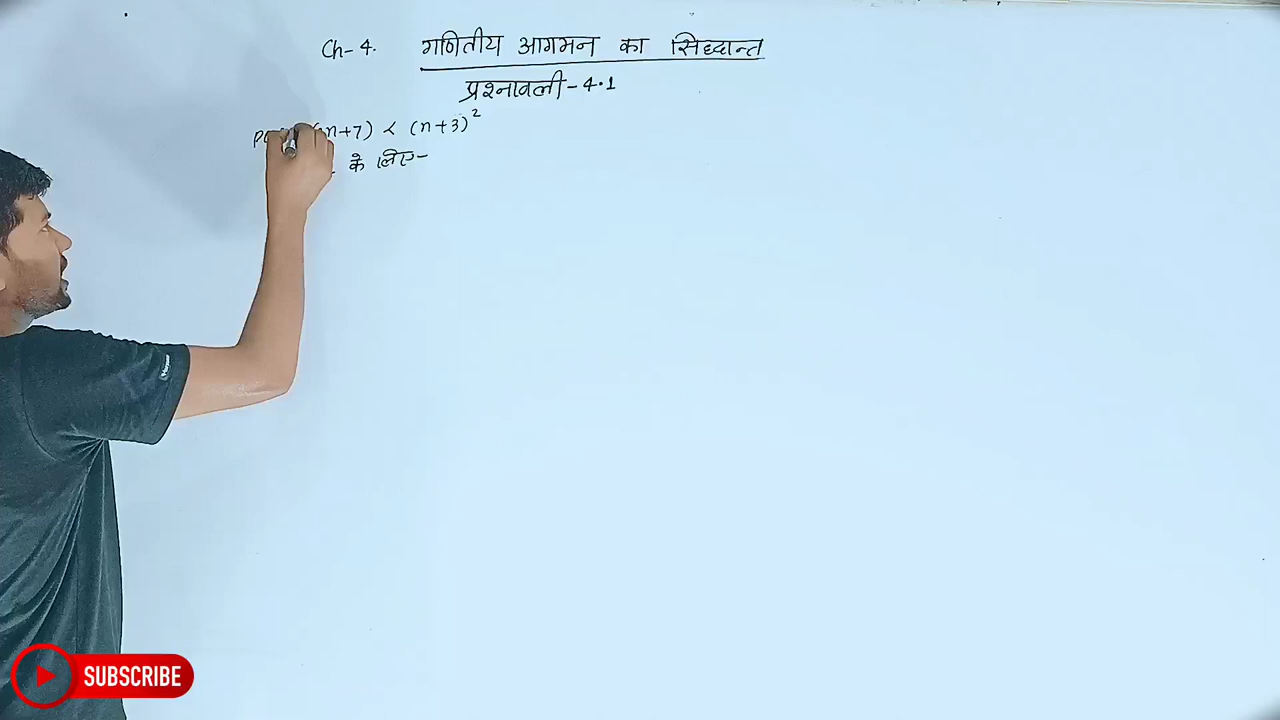 Ch-4. गणितीय आगमन का सिध्दान्त
प्रश्नावली-4.1
n+7) < (n+3)²
के लिए-
SUBSCRIBE